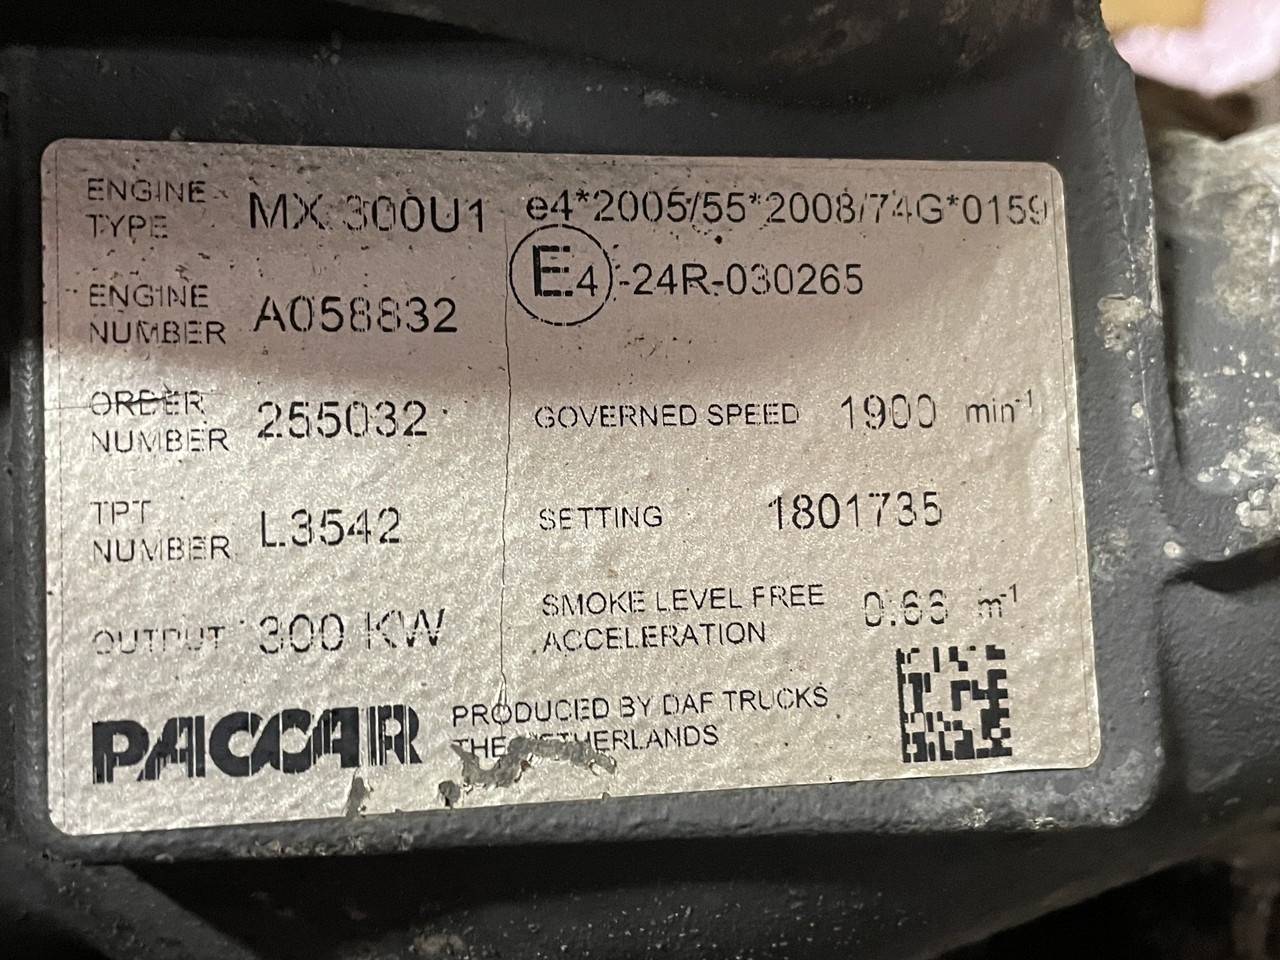 ENGINE TYPE MX 300U1
e4*2005/55*2008/74G*0159
E4-24R-030265
ENGINE NUMBER A058832
ORDER NUMBER 255032
GOVERNED SPEED 1900 min⁻¹
TPT NUMBER L3542
SETTING 1801735
OUTPUT 300 KW
SMOKE LEVEL FREE ACCELERATION 0.66 m⁻¹
PACCAR
PRODUCED BY DAF TRUCKS
THE NETHERLANDS